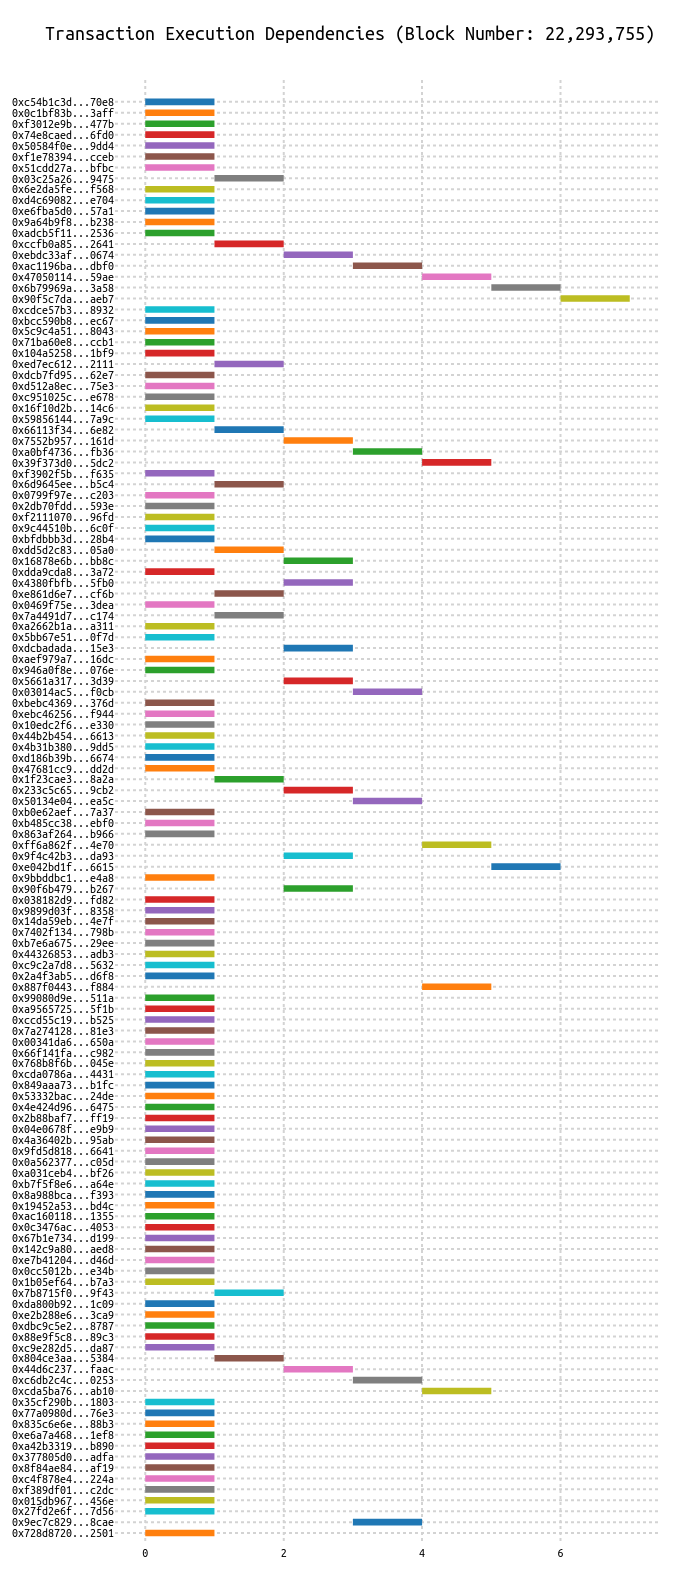 Transaction Execution Dependencies (Block Number: 22,293,755)
0xc54b1c3d...70e8
0x0c1bf83b...3aff
0xf3012e9b...477b
0x74e8caed...6fd0
0x50584f0e...9dd4
0xf1e78394...cceb
0x51cdd27a...bfbc
0x03c25a26...9475
0x6e2da5fe...f568
0xd4c69082...e704
0xe6fba5d0...57a1
0x9a64b9f8...b238
0xadcb5f11...2536
0xccfb0a85...2641
0xebdc33af...0674
0xac1196ba...dbf0
0x47050114...59ae
0x6b79969a...3a58
0x90f5c7da...aeb7
0xcdce57b3...8932
0xbcc590b8...ec67
0x5c9c4a51...8043
0x71ba60e8...ccb1
0x104a5258...1bf9
0xed7ec612...2111
0xdcb7fd95...62e7
0xd512a8ec...75e3
0xc951025c...e678
0x16f10d2b...14c6
0x59856144...7a9c
0x66113f34...6e82
0x7552b957...161d
0xa0bf4736...fb36
0x39f373d0...5dc2
0xf3902f5b...f635
0x6d9645ee...b5c4
0x0799f97e...c203
0x2db70fdd...593e
0xf2111070...96fd
0x9c44510b...6c0f
0xbfdbbb3d...28b4
0xdd5d2c83...05a0
0x16878e6b...bb8c
0xdda9cda8...3a72
0x4380fbfb...5fb0
0xe861d6e7...cf6b
0x0469f75e...3dea
0x7a4491d7...c174
0xa2662b1a...a311
0x5bb67e51...0f7d
0xdcbadada...15e3
0xaef979a7...16dc
0x946a0f8e...076e
0x5661a317...3d39
0x03014ac5...f0cb
0xbebc4369...376d
0xebc46256...f944
0x10edc2f6...e330
0x44b2b454...6613
0x4b31b380...9dd5
0xd186b39b...6674
0x47681cc9...dd2d
0x1f23cae3...8a2a
0x233c5c65...9cb2
0x50134e04...ea5c
0xb0e62aef...7a37
0xb485cc38...ebf0
0x863af264...b966
0xff6a862f...4e70
0x9f4c42b3...da93
0xe042bd1f...6615
0x9bbddbc1...e4a8
0x90f6b479...b267
0x038182d9...fd82
0x9899d03f...8358
0x14da59eb...4e7f
0x7402f134...798b
0xb7e6a675...29ee
0x44326853...adb3
0xc9c2a7d8...5632
0x2a4f3ab5...d6f8
0x887f0443...f884
0x99080d9e...511a
0xa9565725...5f1b
0xccd55c19...b525
0x7a274128...81e3
0x00341da6...650a
0x66f141fa...c982
0x768b8f6b...045e
0xcda0786a...4431
0x849aaa73...b1fc
0x53332bac...24de
0x4e424d96...6475
0x2b88baf7...ff19
0x04e0678f...e9b9
0x4a36402b...95ab
0x9fd5d818...6641
0x0a562377...c05d
0xa031ceb4...bf26
0xb7f5f8e6...a64e
0x8a988bca...f393
0x19452a53...bd4c
0xac160118...1355
0x0c3476ac...4053
0x67b1e734...d199
0x142c9a80...aed8
0xe7b41204...d46d
0x0cc5012b...e34b
0x1b05ef64...b7a3
0x7b8715f0...9f43
0xda800b92...1c09
0xe2b288e6...3ca9
0xdbc9c5e2...8787
0x88e9f5c8...89c3
0xc9e282d5...da87
0x804ce3aa...5384
0x44d6c237...faac
0xc6db2c4c...0253
0xcda5ba76...ab10
0x35cf290b...1803
0x77a0980d...76e3
0x835c6e6e...88b3
0xe6a7a468...1ef8
0xa42b3319...b890
0x377805d0...adfa
0x8f84ae84...af19
0xc4f878e4...224a
0xf389df01...c2dc
0x015db967...456e
0x27fd2e6f...7d56
0x9ec7c829...8cae
0x728d8720...2501
0 2 4 6